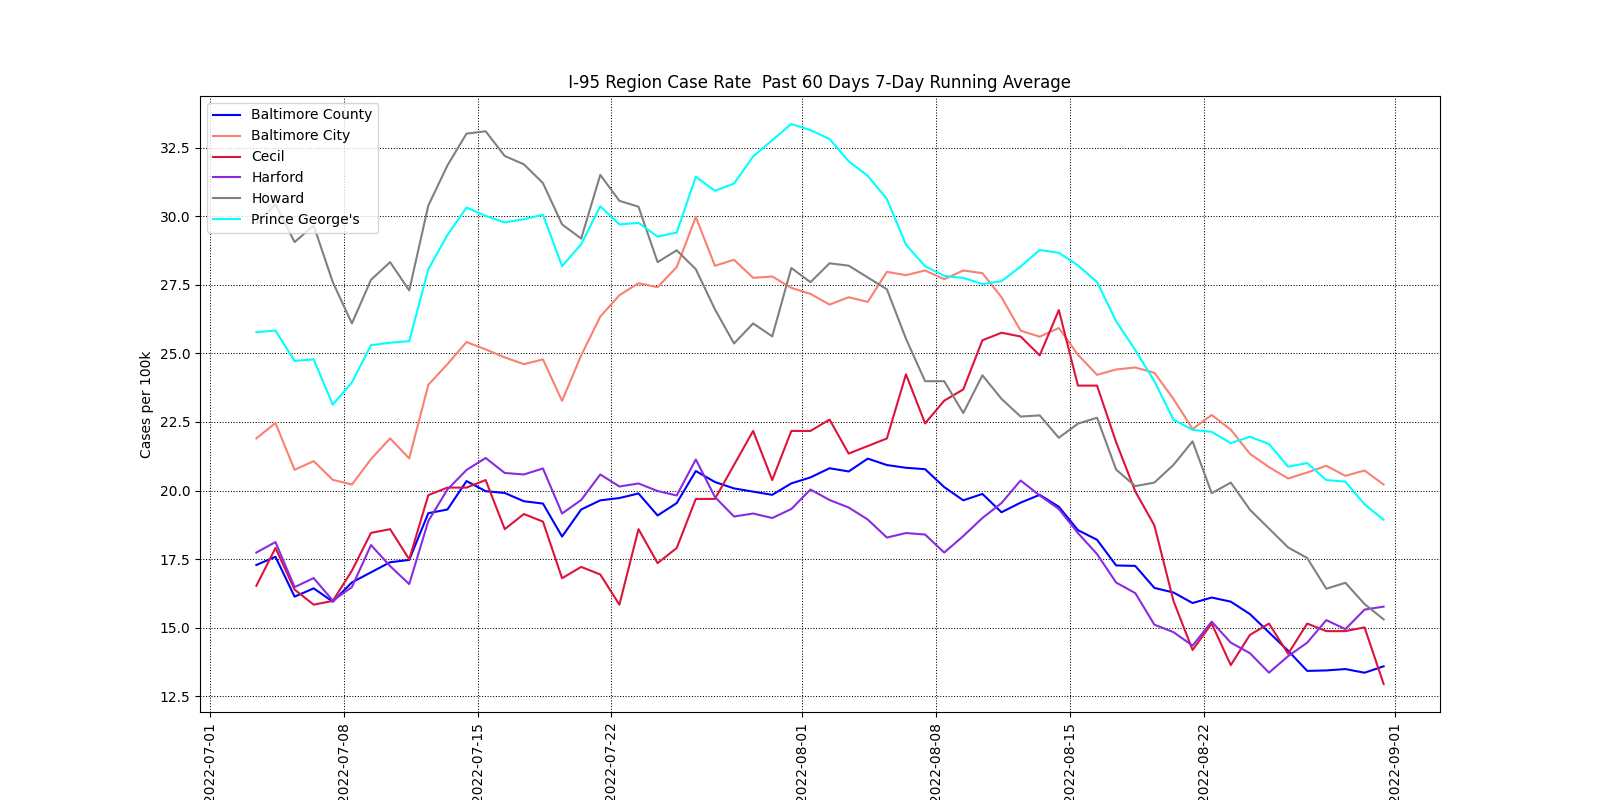 I-95 Region Case Rate  Past 60 Days 7-Day Running Average
Baltimore County
Baltimore City
Cecil
Harford
Howard
Prince George's
Cases per 100k
32.5
30.0
27.5
25.0
22.5
20.0
17.5
15.0
12.5
2022-07-01
2022-07-08
2022-07-15
2022-07-22
2022-08-01
2022-08-08
2022-08-15
2022-08-22
2022-09-01